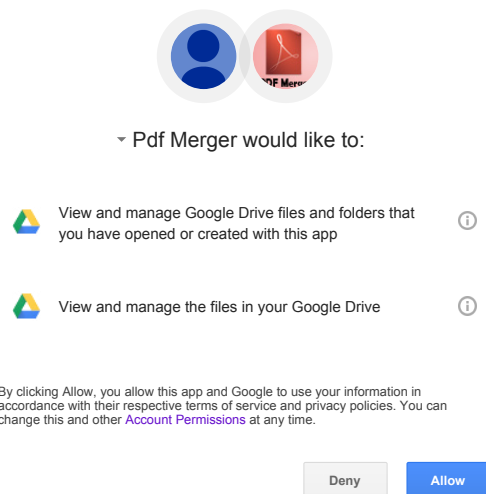 PDF Merge
Pdf Merger would like to:
View and manage Google Drive files and folders that
you have opened or created with this app
View and manage the files in your Google Drive
By clicking Allow, you allow this app and Google to use your information in
accordance with their respective terms of service and privacy policies. You can
change this and other Account Permissions at any time.
Deny
Allow